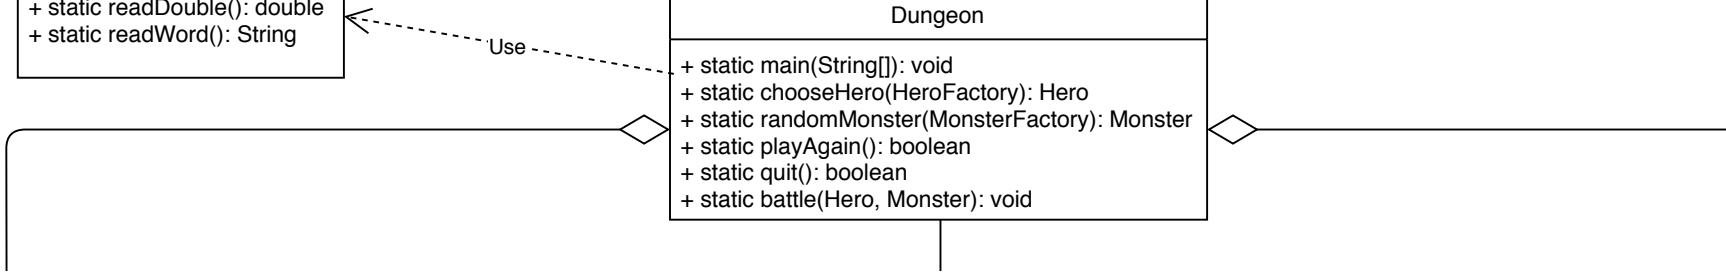 + static readDouble(): double
+ static readWord(): String
Use
Dungeon
+ static main(String[]): void
+ static chooseHero(HeroFactory): Hero
+ static randomMonster(MonsterFactory): Monster
+ static playAgain(): boolean
+ static quit(): boolean
+ static battle(Hero, Monster): void